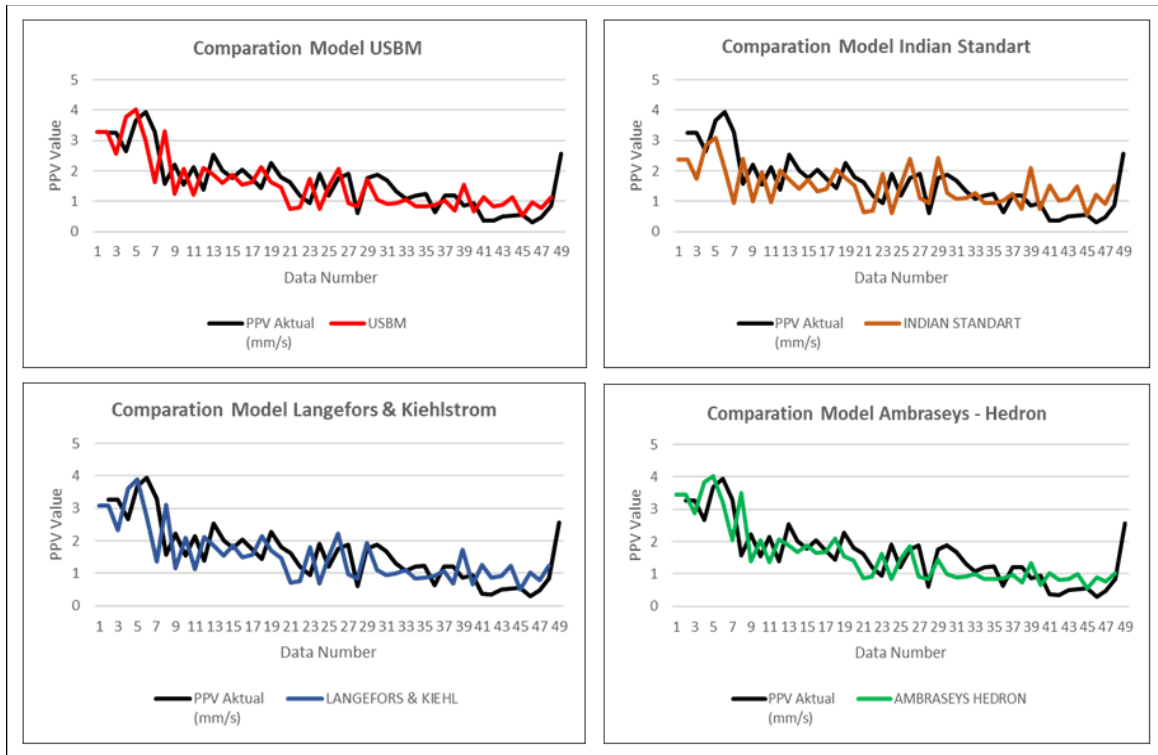 Comparation Model USBM
PPV Value
5
4
3
2
1
0
1 3 5 7 9 11 13 15 17 19 21 23 25 27 29 31 33 35 37 39 41 43 45 47 49
Data Number
PPV Aktual (mm/s)
USBM
Comparation Model Indian Standart
PPV Value
5
4
3
2
1
0
1 3 5 7 9 11 13 15 17 19 21 23 25 27 29 31 33 35 37 39 41 43 45 47 49
Data Number
PPV Aktual (mm/s)
INDIAN STANDART
Comparation Model Langefors & Kiehlstrom
PPV Value
5
4
3
2
1
0
1 3 5 7 9 11 13 15 17 19 21 23 25 27 29 31 33 35 37 39 41 43 45 47 49
Data Number
PPV Aktual (mm/s)
LANGEFORS & KIEHL
Comparation Model Ambraseys - Hedron
PPV Value
5
4
3
2
1
0
1 3 5 7 9 11 13 15 17 19 21 23 25 27 29 31 33 35 37 39 41 43 45 47 49
Data Number
PPV Aktual (mm/s)
AMBRASEYS HEDRON